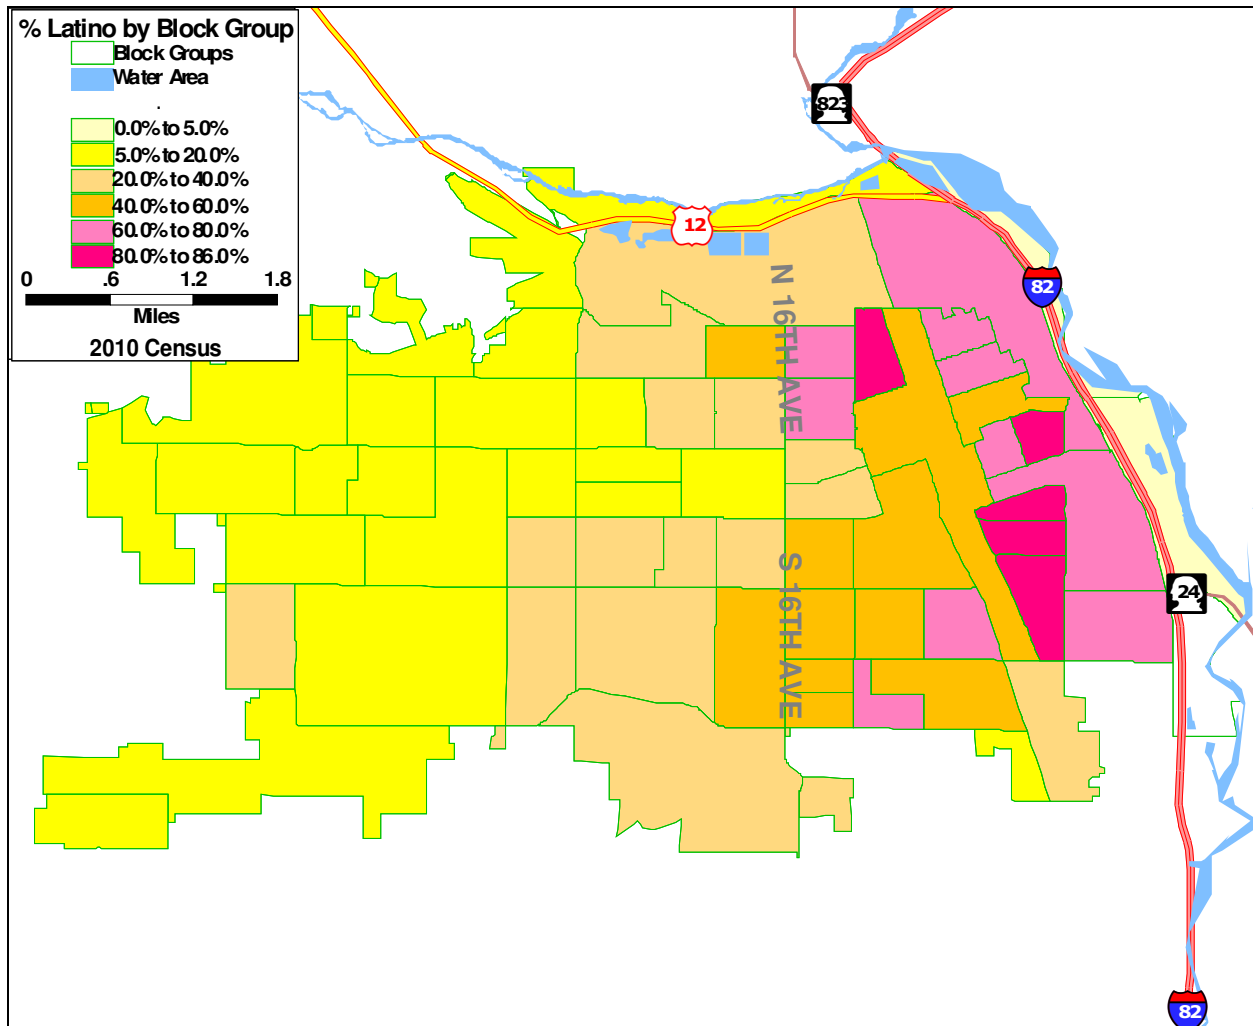 % Latino by Block Group
Block Groups
Water Area
.
0.0% to 5.0%
5.0% to 20.0%
20.0% to 40.0%
40.0% to 60.0%
60.0% to 80.0%
80.0% to 86.0%
0 .6 1.2 1.8
Miles
2010 Census
823
12
82
N 16TH AVE
S 16TH AVE
24
82